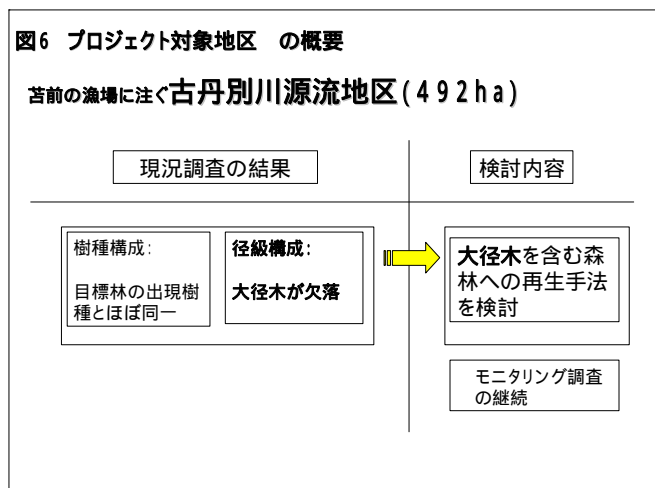 図6 プロジェクト対象地区 の概要
苫前の漁場に注ぐ古丹別川源流地区(492ha)
現況調査の結果
検討内容
樹種構成:
目標林の出現樹
種とほぼ同一
径級構成:
大径木が欠落
大径木を含む森
林への再生手法
を検討
モニタリング調査
の継続